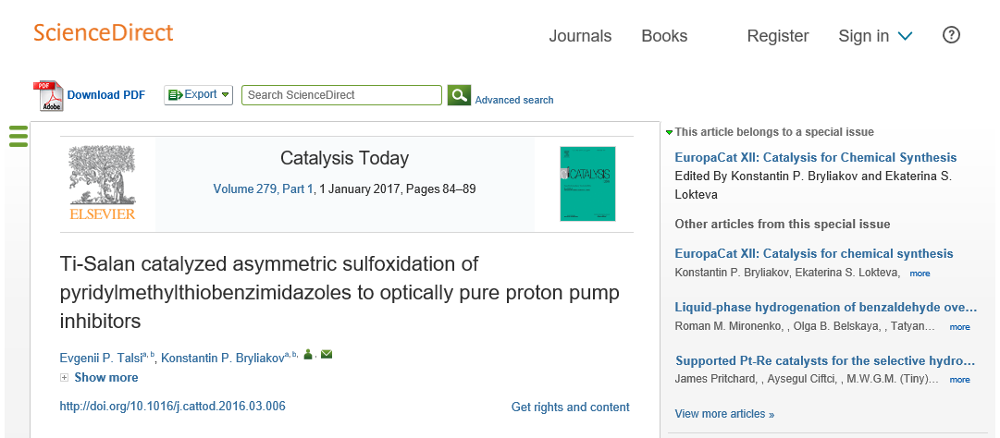 ScienceDirect
Journals Books Register Sign in ?
Download PDF Export Search ScienceDirect Advanced search
PDF
Adobe
Catalysis Today
Volume 279, Part 1, 1 January 2017, Pages 84–89
ELSEVIER
CATALYSIS
Ti-Salan catalyzed asymmetric sulfoxidation of
pyridylmethylthiobenzimidazoles to optically pure proton pump
inhibitors
Evgenii P. Talsia, b, Konstantin P. Bryliakova, b,
Show more
http://doi.org/10.1016/j.cattod.2016.03.006
Get rights and content
This article belongs to a special issue
EuropaCat XII: Catalysis for Chemical Synthesis
Edited By Konstantin P. Bryliakov and Ekaterina S.
Lokteva
Other articles from this special issue
EuropaCat XII: Catalysis for chemical synthesis
Konstantin P. Bryliakov, Ekaterina S. Lokteva, more
Liquid-phase hydrogenation of benzaldehyde ove…
Roman M. Mironenko, , Olga B. Belskaya, , Tatyan… more
Supported Pt-Re catalysts for the selective hydro…
James Pritchard, , Aysegul Ciftci, , M.W.G.M. (Tiny)… more
View more articles »